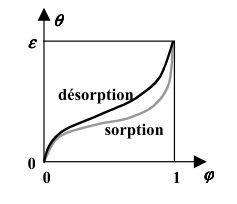 θ
ε
désorption
sorption
0
0
1
φ